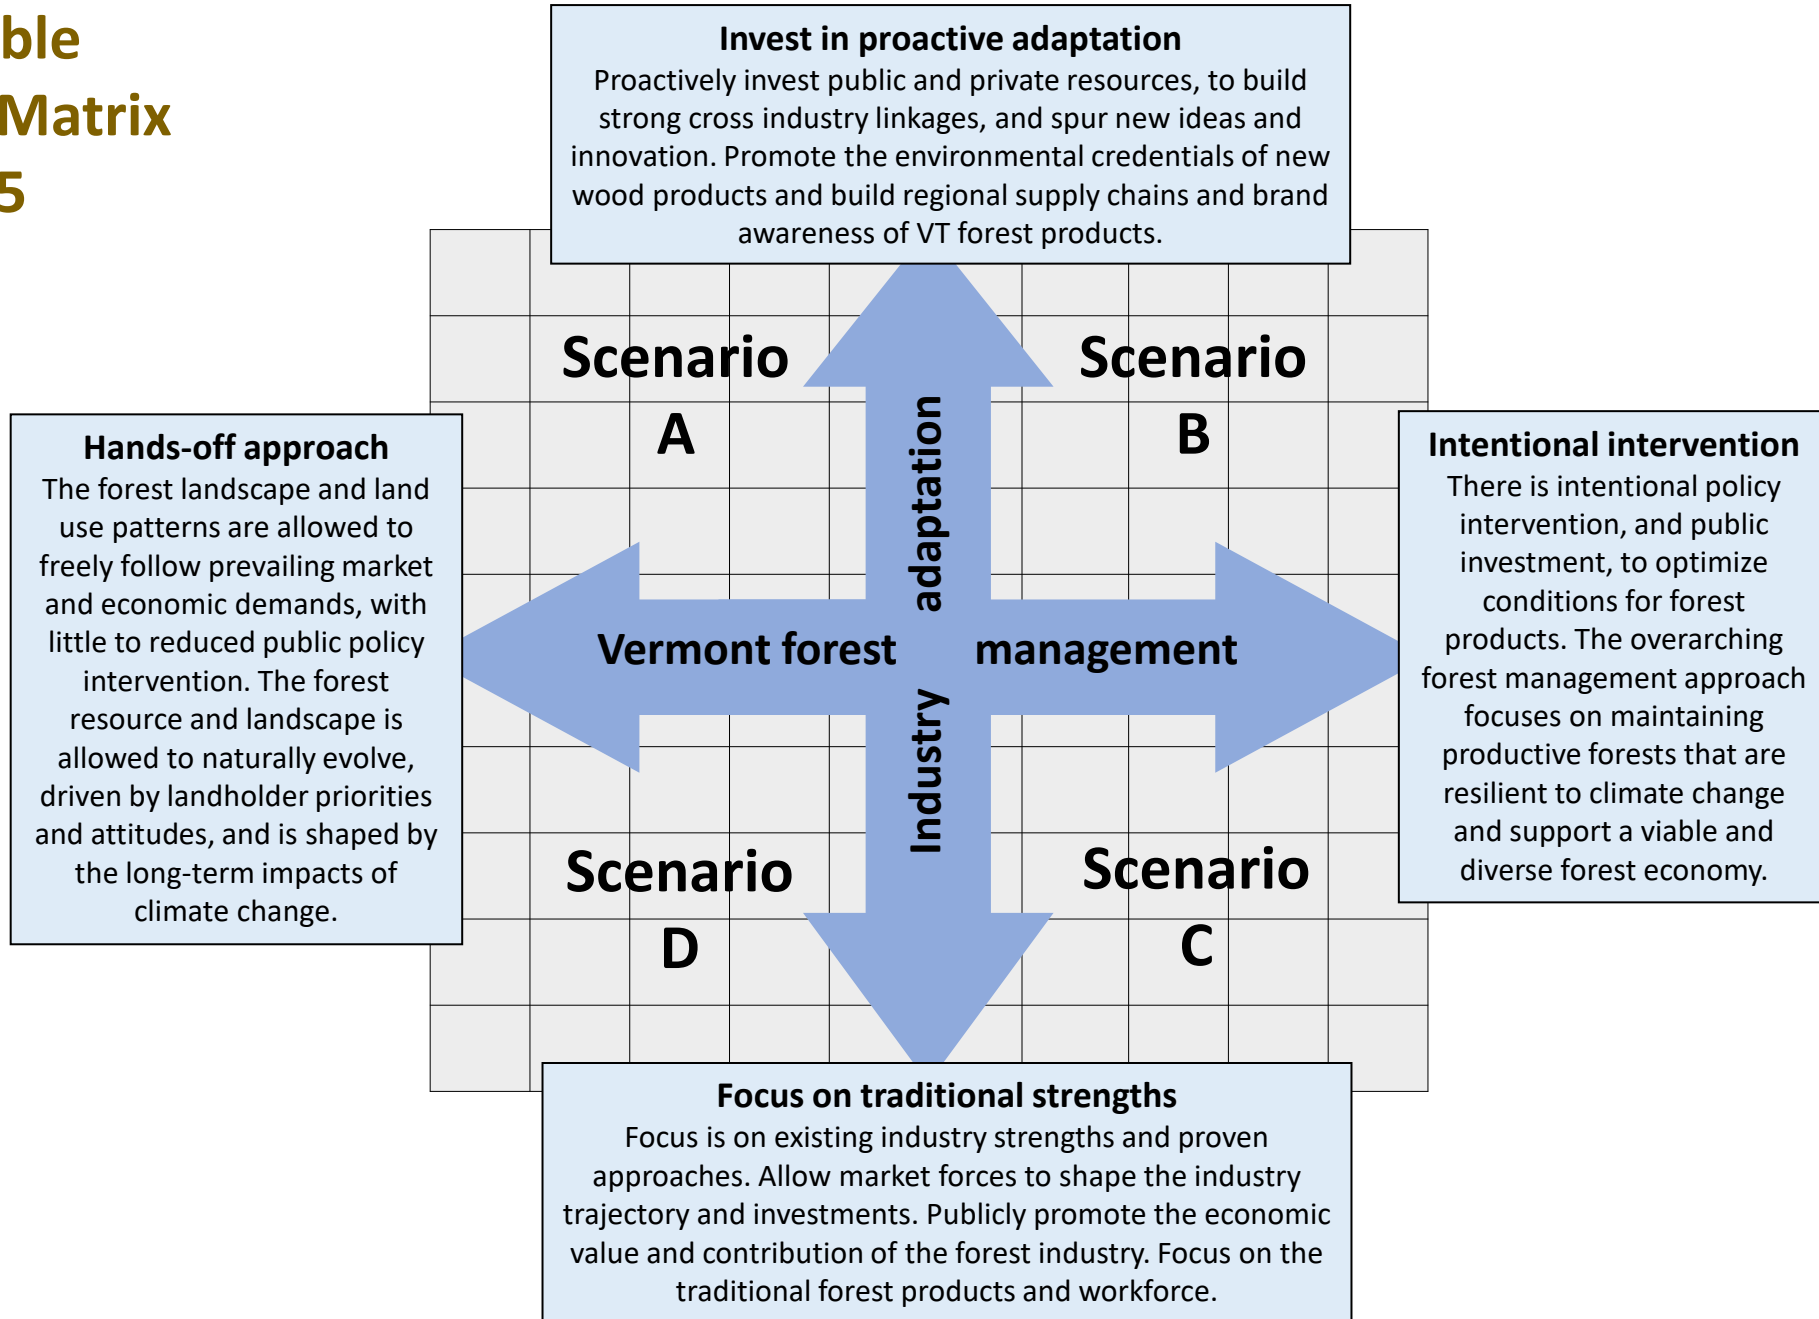 ble
Matrix
5
Invest in proactive adaptation
Proactively invest public and private resources, to build
strong cross industry linkages, and spur new ideas and
innovation. Promote the environmental credentials of new
wood products and build regional supply chains and brand
awareness of VT forest products.
Scenario
A
Scenario
B
Hands-off approach
The forest landscape and land
use patterns are allowed to
freely follow prevailing market
and economic demands, with
little to reduced public policy
intervention. The forest
resource and landscape is
allowed to naturally evolve,
driven by landholder priorities
and attitudes, and is shaped by
the long-term impacts of
climate change.
Vermont forest management
Industry adaptation
Intentional intervention
There is intentional policy
intervention, and public
investment, to optimize
conditions for forest
products. The overarching
forest management approach
focuses on maintaining
productive forests that are
resilient to climate change
and support a viable and
diverse forest economy.
Scenario
D
Scenario
C
Focus on traditional strengths
Focus is on existing industry strengths and proven
approaches. Allow market forces to shape the industry
trajectory and investments. Publicly promote the economic
value and contribution of the forest industry. Focus on the
traditional forest products and workforce.